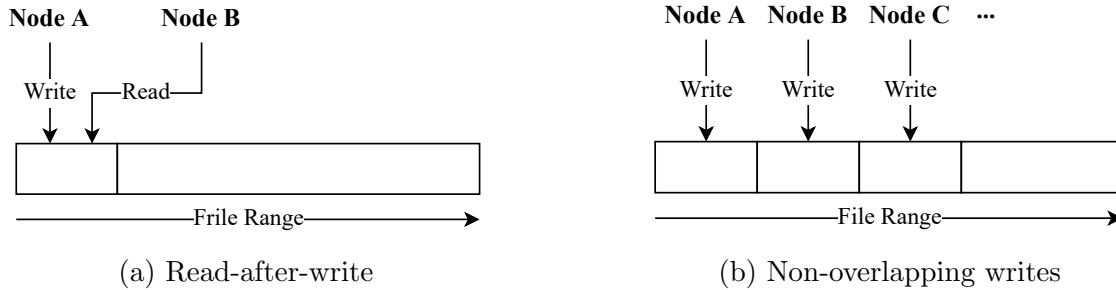 Node A
Node B
Write
Read
Frile Range
(a) Read-after-write
Node A
Node B
Node C
...
Write
Write
Write
File Range
(b) Non-overlapping writes